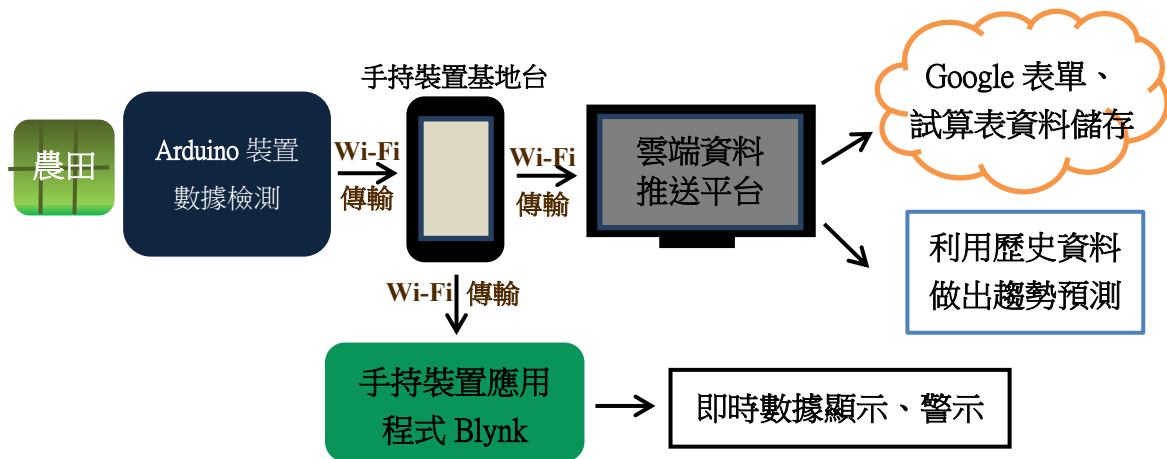 農田
Arduino 裝置
數據檢測
Wi-Fi
傳輸
手持裝置基地台
Wi-Fi
傳輸
雲端資料
推送平台
Google 表單、
試算表資料儲存
利用歷史資料
做出趨勢預測
Wi-Fi 傳輸
手持裝置應用
程式 Blynk
即時數據顯示、警示